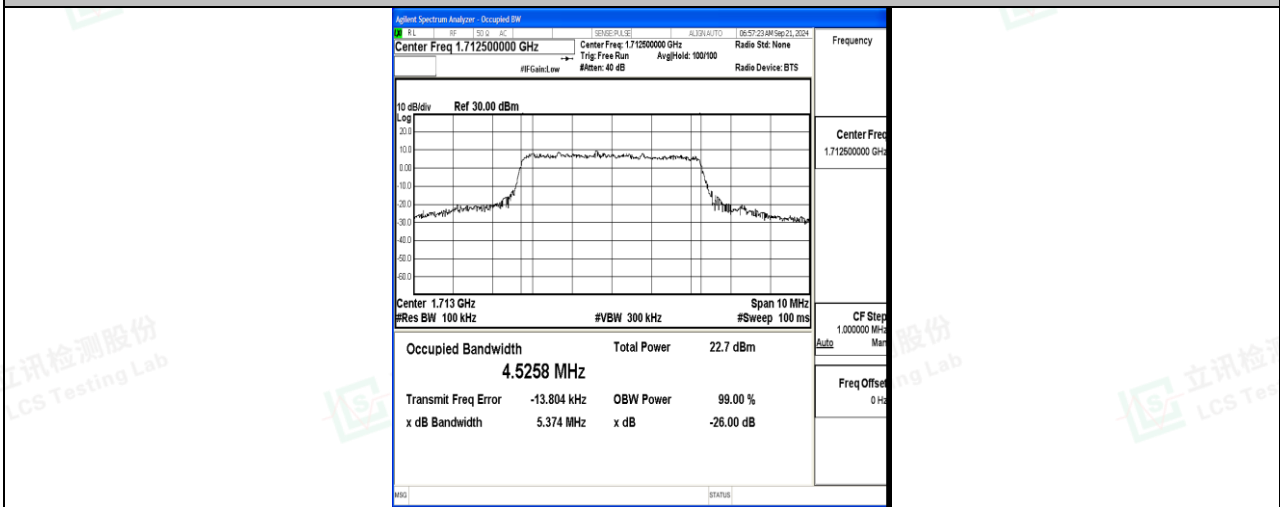 Agilent Spectrum Analyzer - Occupied BW
RL RF 50 Ω AC SENSE:PULSE ALIGN AUTO 06:57:23 AM Sep 21, 2024
Center Freq 1.712500000 GHz
Center Freq: 1.712500000 GHz
Radio Std: None
Trig: Free Run Avg|Hold: 100/100
#IFGain:Low
#Atten: 40 dB
Radio Device: BTS
Frequency
10 dB/div Ref 30.00 dBm
Log
20.0
10.0
0.00
-10.0
-20.0
-30.0
-40.0
-50.0
-60.0
Center Freq
1.712500000 GHz
Center 1.713 GHz
Span 10 MHz
#Res BW 100 kHz
#VBW 300 kHz
#Sweep 100 ms
CF Step
1.000000 MHz
Auto Man
Occupied Bandwidth
4.5258 MHz
Total Power 22.7 dBm
Transmit Freq Error -13.804 kHz
OBW Power 99.00 %
x dB Bandwidth 5.374 MHz
x dB -26.00 dB
Freq Offset
0 Hz
MSG
STATUS
立讯检测股份
LCS Testing Lab